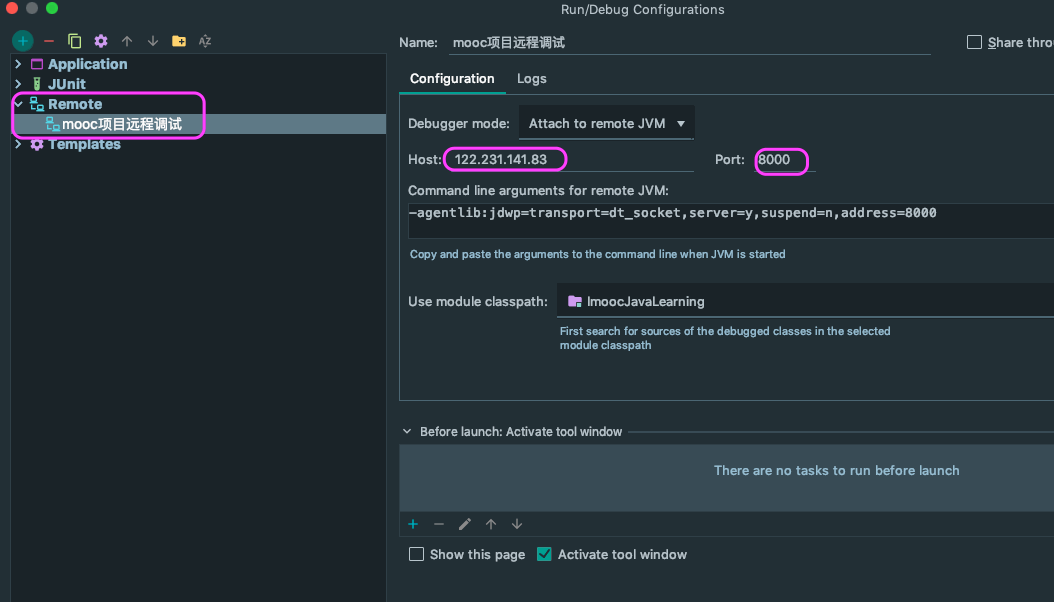 Run/Debug Configurations
Name: mooc项目远程调试
Application
JUnit
Remote
mooc项目远程调试
Templates
Configuration Logs
Debugger mode: Attach to remote JVM
Host: 122.231.141.83 Port: 8000
Command line arguments for remote JVM:
-agentlib:jdwp=transport=dt_socket,server=y,suspend=n,address=8000
Copy and paste the arguments to the command line when JVM is started
Use module classpath: ImoocJavaLearning
First search for sources of the debugged classes in the selected
module classpath
Before launch: Activate tool window
There are no tasks to run before launch
Show this page Activate tool window